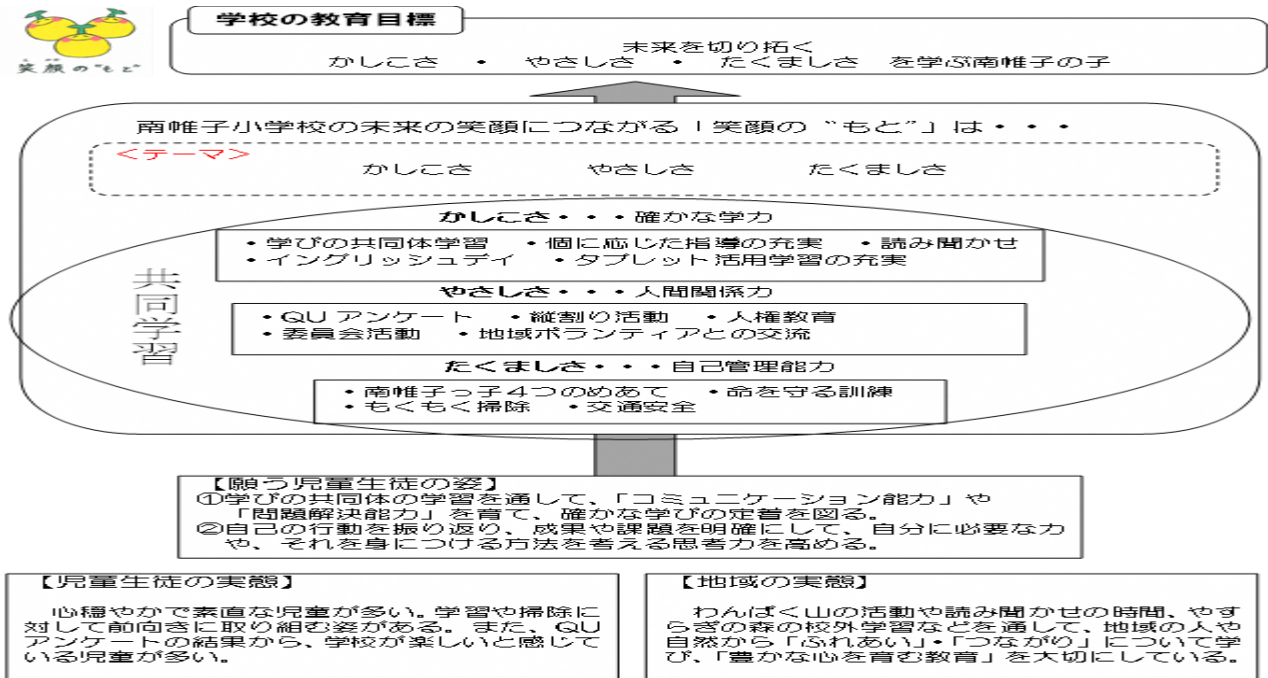 学校の教育目標
笑顔の“もと”
未来を切り拓く
かしこさ ・ やさしさ ・ たくましさ を学ぶ南帷子の子
南帷子小学校の未来の笑顔につながる「笑顔の“もと”」は・・・
＜テーマ＞
かしこさ やさしさ たくましさ
共同学習
かしこさ・・・確かな学力
・学びの共同体学習 ・個に応じた指導の充実 ・読み聞かせ
・イングリッシュデイ ・タブレット活用学習の充実
やさしさ・・・人間関係力
・QU アンケート ・縦割り活動 ・人権教育
・委員会活動 ・地域ボランティアとの交流
たくましさ・・・自己管理能力
・南帷子っ子４つのめあて ・命を守る訓練
・もくもく掃除 ・交通安全
【願う児童生徒の姿】
①学びの共同体の学習を通して、「コミュニケーション能力」や
「問題解決能力」を育て、確かな学びの定着を図る。
②自己の行動を振り返り、成果や課題を明確にして、自分に必要な力
や、それを身につける方法を考える思考力を高める。
【児童生徒の実態】
心穏やかで素直な児童が多い。学習や掃除に
対して前向きに取り組む姿がある。また、QU
アンケートの結果から、学校が楽しいと感じて
いる児童が多い。
【地域の実態】
わんぱく山の活動や読み聞かせの時間、やす
らぎの森の校外学習などを通して、地域の人や
自然から「ふれあい」・「つながり」について学
び、「豊かな心を育む教育」を大切にしている。